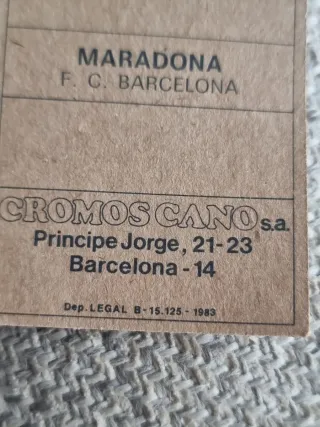 MARADONA
F. C. BARCELONA
CROMOS CANO s.a.
Principe Jorge, 21-23
Barcelona - 14
Dep. LEGAL B - 15.125 - 1983